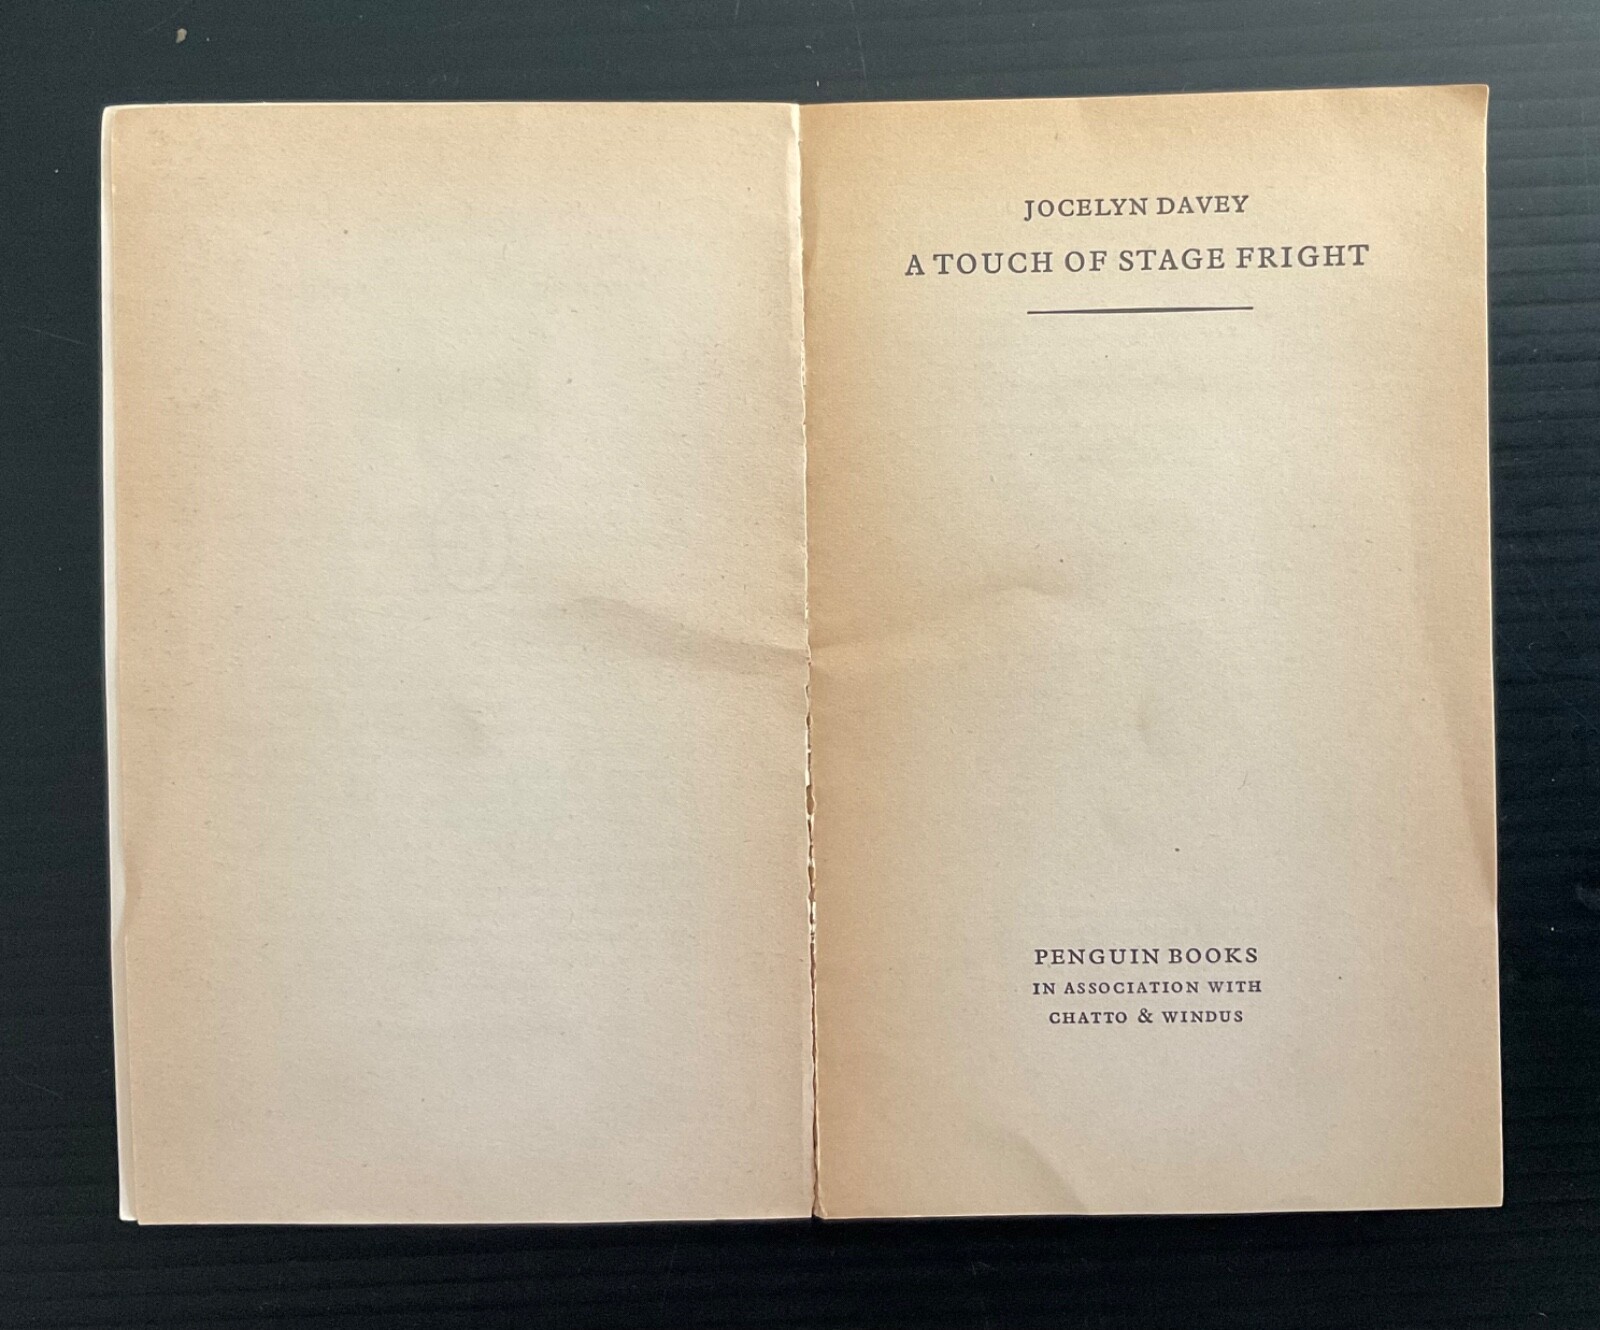 JOCELYN DAVEY
A TOUCH OF STAGE FRIGHT
PENGUIN BOOKS
IN ASSOCIATION WITH
CHATTO & WINDUS